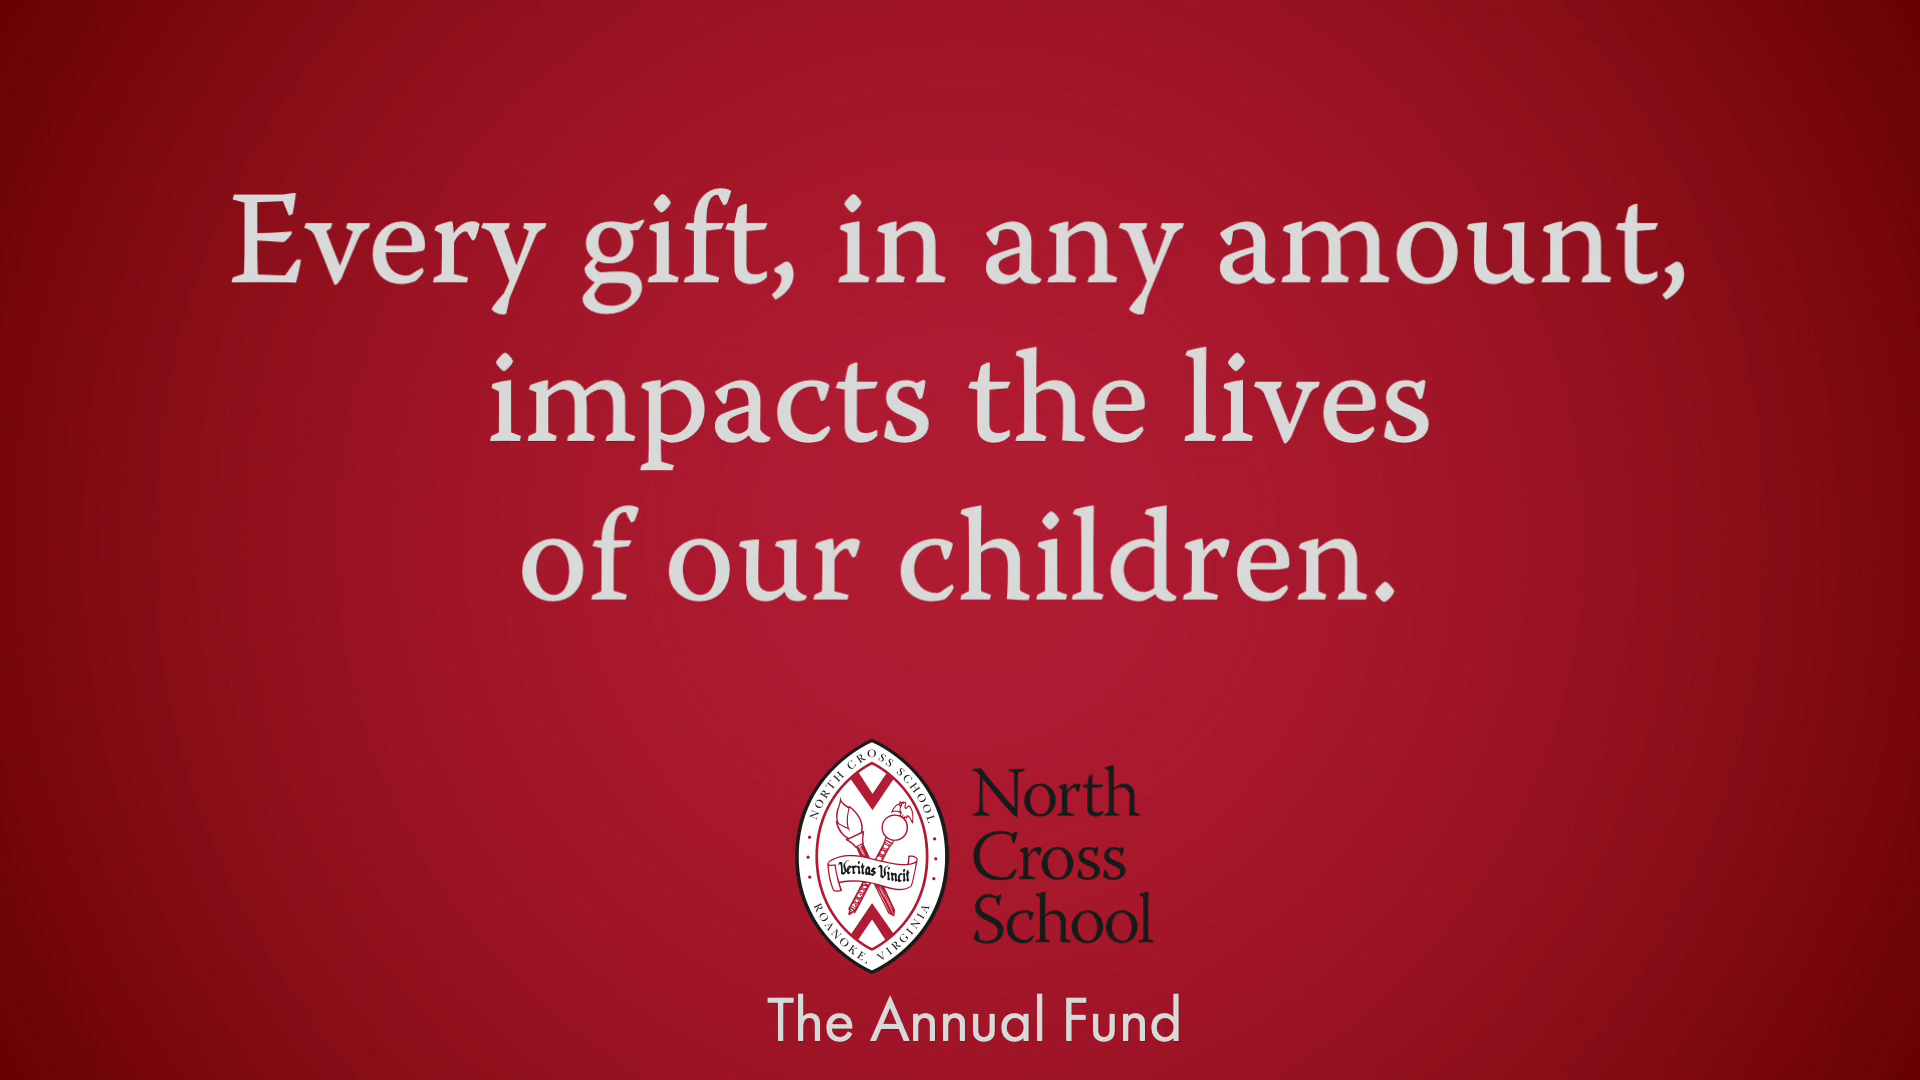 Every gift, in any amount,
impacts the lives
of our children.
NORTH CROSS SCHOOL
Veritas Vincit
ROANOKE, VIRGINIA
North
Cross
School
The Annual Fund